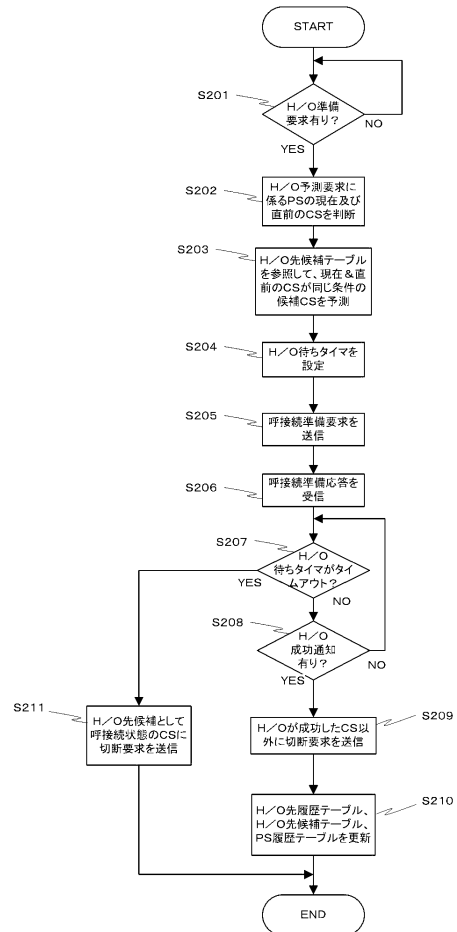 START
S201
H／O準備
要求有り？
NO
YES
S202
H／O予測要求に
係るPSの現在及び
直前のCSを判断
S203
H／O先候補テーブル
を参照して、現在＆直
前のCSが同じ条件の
候補CSを予測
S204
H／O待ちタイマを
設定
S205
呼接続準備要求を
送信
S206
呼接続準備応答を
受信
S207
H／O
待ちタイマがタイ
ムアウト？
YES
NO
S208
H／O
成功通知
有り？
NO
YES
S211
H／O先候補として
呼接続状態のCSに
切断要求を送信
S209
H／Oが成功したCS以
外に切断要求を送信
S210
H／O先履歴テーブル、
H／O先候補テーブル、
PS履歴テーブルを更新
END